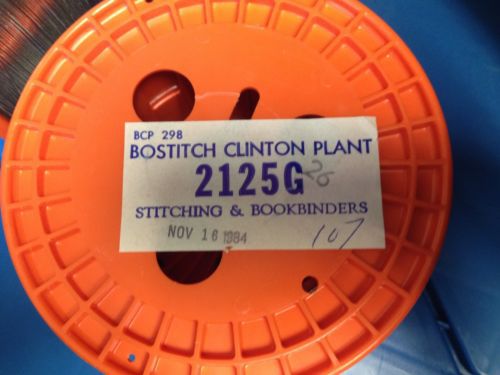 BCP 298
BOSTITCH CLINTON PLANT
2125G 26
STITCHING & BOOKBINDERS
NOV 16 1984
107